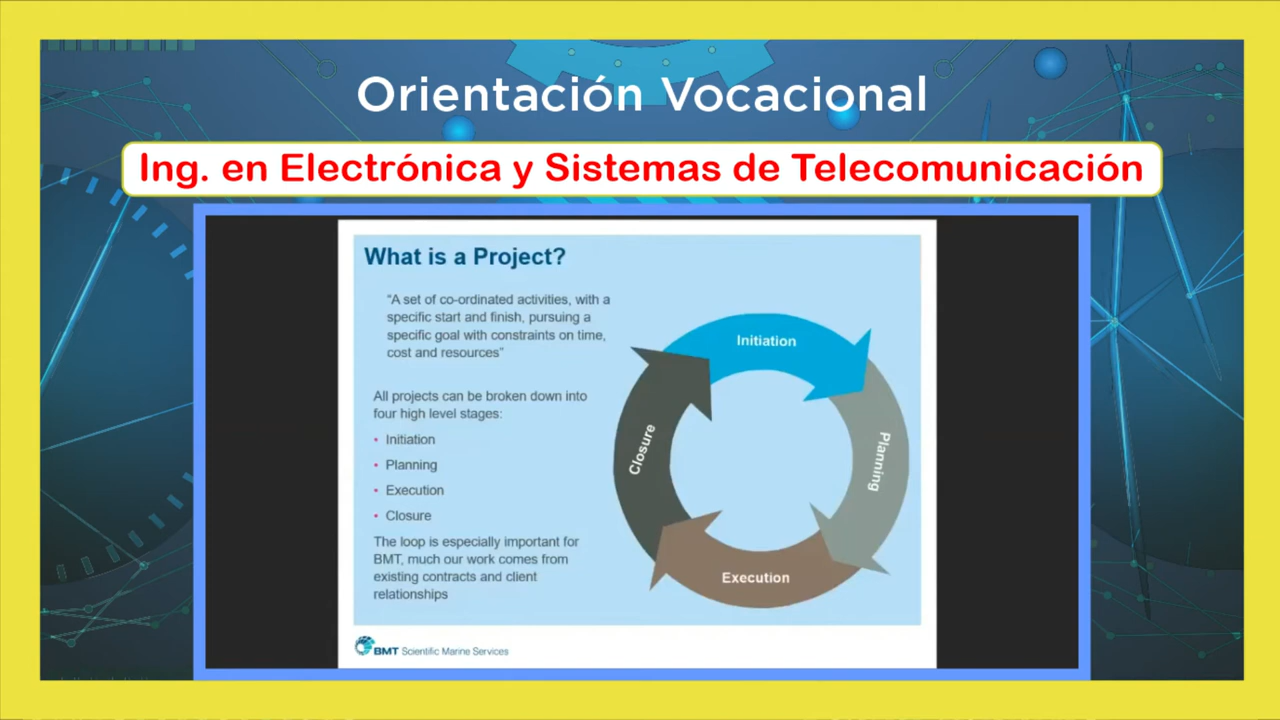 Orientación Vocacional
Ing. en Electrónica y Sistemas de Telecomunicación
What is a Project?
"A set of co-ordinated activities, with a
specific start and finish, pursuing a
specific goal with constraints on time,
cost and resources"
All projects can be broken down into
four high level stages:
• Initiation
• Planning
• Execution
• Closure
The loop is especially important for
BMT, much our work comes from
existing contracts and client
relationships
Initiation
Planning
Execution
Closure
BMT Scientific Marine Services